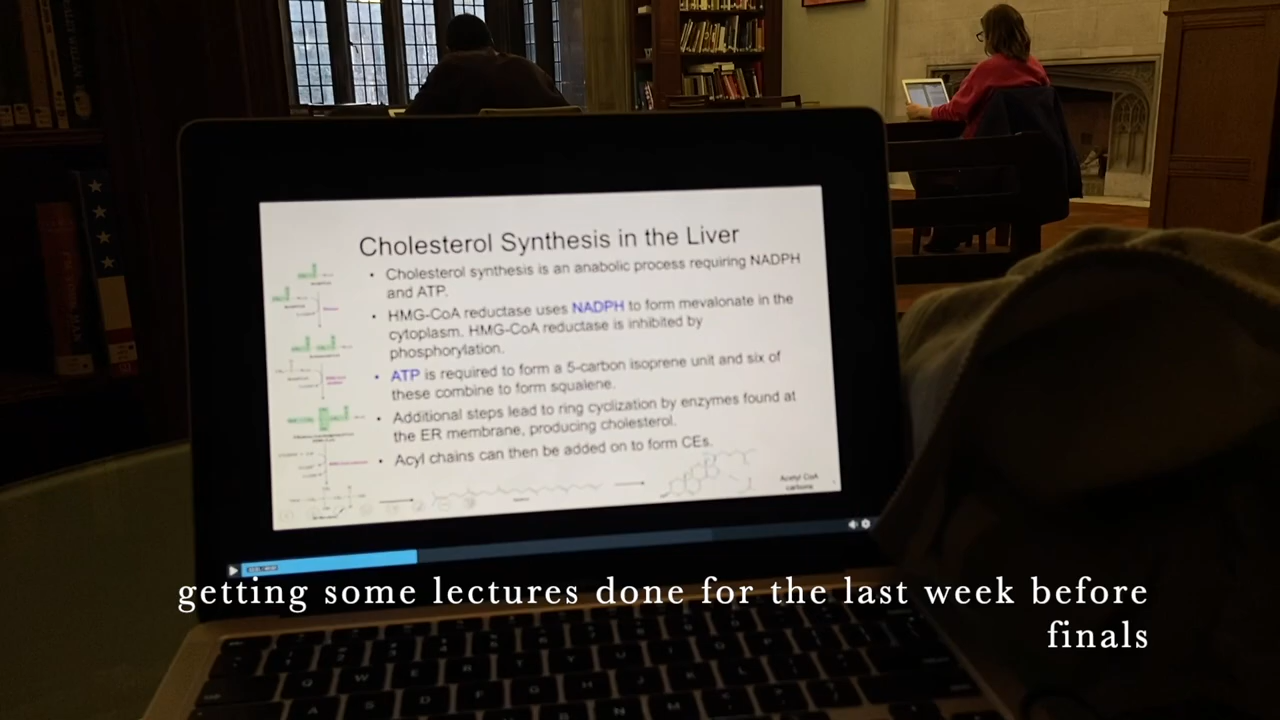 Cholesterol Synthesis in the Liver
• Cholesterol synthesis is an anabolic process requiring NADPH
and ATP.
• HMG-CoA reductase uses NADPH to form mevalonate in the
cytoplasm. HMG-CoA reductase is inhibited by
phosphorylation.
• ATP is required to form a 5-carbon isoprene unit and six of
these combine to form squalene.
• Additional steps lead to ring cyclization by enzymes found at
the ER membrane, producing cholesterol.
• Acyl chains can then be added on to form CEs.
Acetyl CoA
carbons
getting some lectures done for the last week before
finals